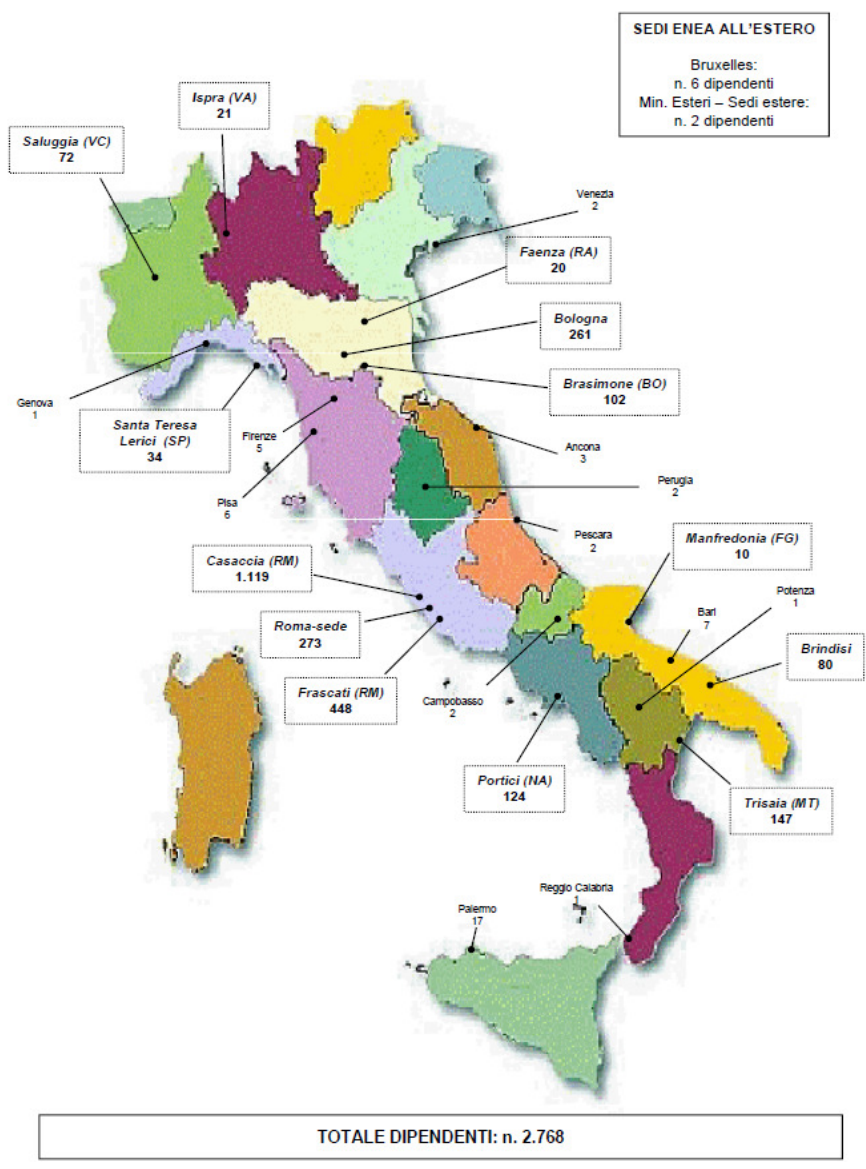 SEDI ENEA ALL'ESTERO
Bruxelles:
n. 6 dipendenti
Min. Esteri – Sedi estere:
n. 2 dipendenti
Ispra (VA)
21
Saluggia (VC)
72
Venezia
2
Faenza (RA)
20
Bologna
261
Brasimone (BO)
102
Genova
1
Santa Teresa
Lerici (SP)
34
Firenze
5
Ancona
3
Pisa
6
Perugia
2
Pescara
2
Manfredonia (FG)
10
Casaccia (RM)
1.119
Potenza
1
Roma-sede
273
Bari
7
Brindisi
80
Frascati (RM)
448
Campobasso
2
Portici (NA)
124
Trisaia (MT)
147
Reggio Calabria
1
Palermo
17
TOTALE DIPENDENTI: n. 2.768